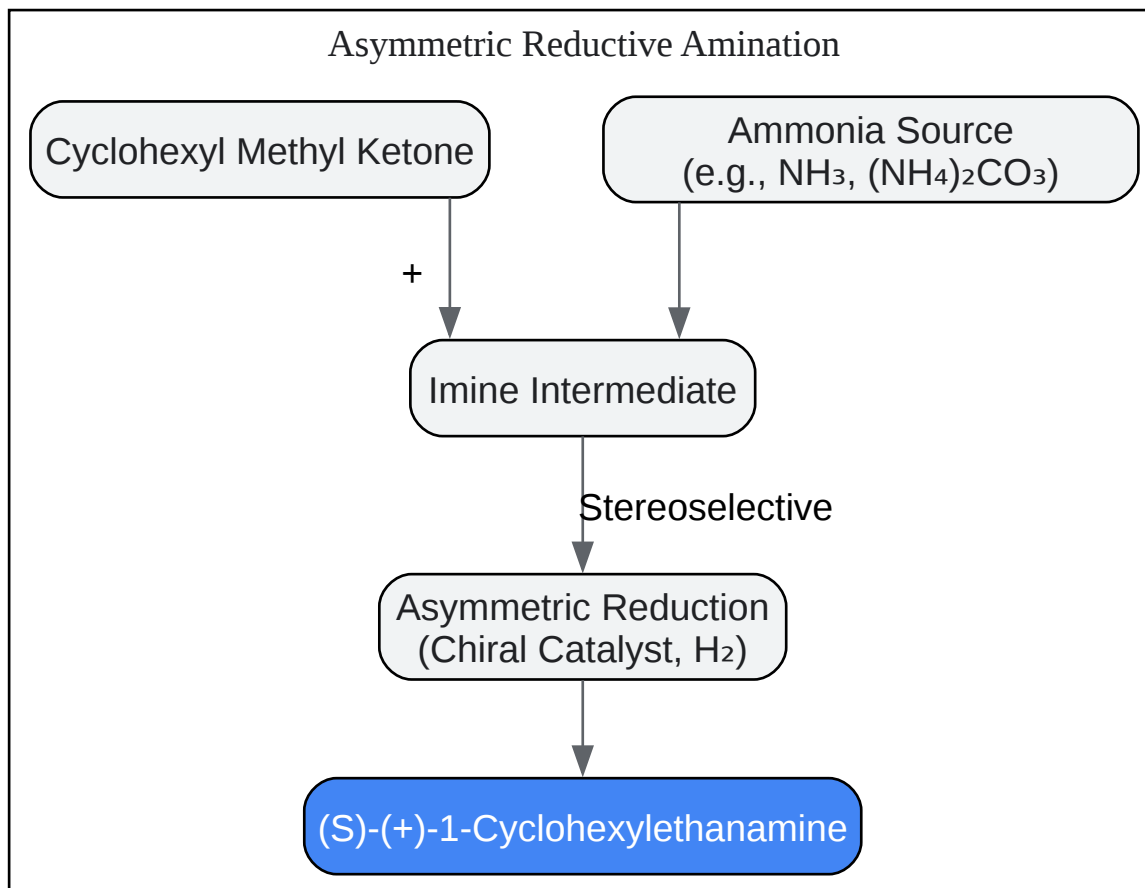 Asymmetric Reductive Amination
Cyclohexyl Methyl Ketone
Ammonia Source
(e.g., NH₃, (NH₄)₂CO₃)
+
Imine Intermediate
Stereoselective
Asymmetric Reduction
(Chiral Catalyst, H₂)
(S)-(+)-1-Cyclohexylethanamine